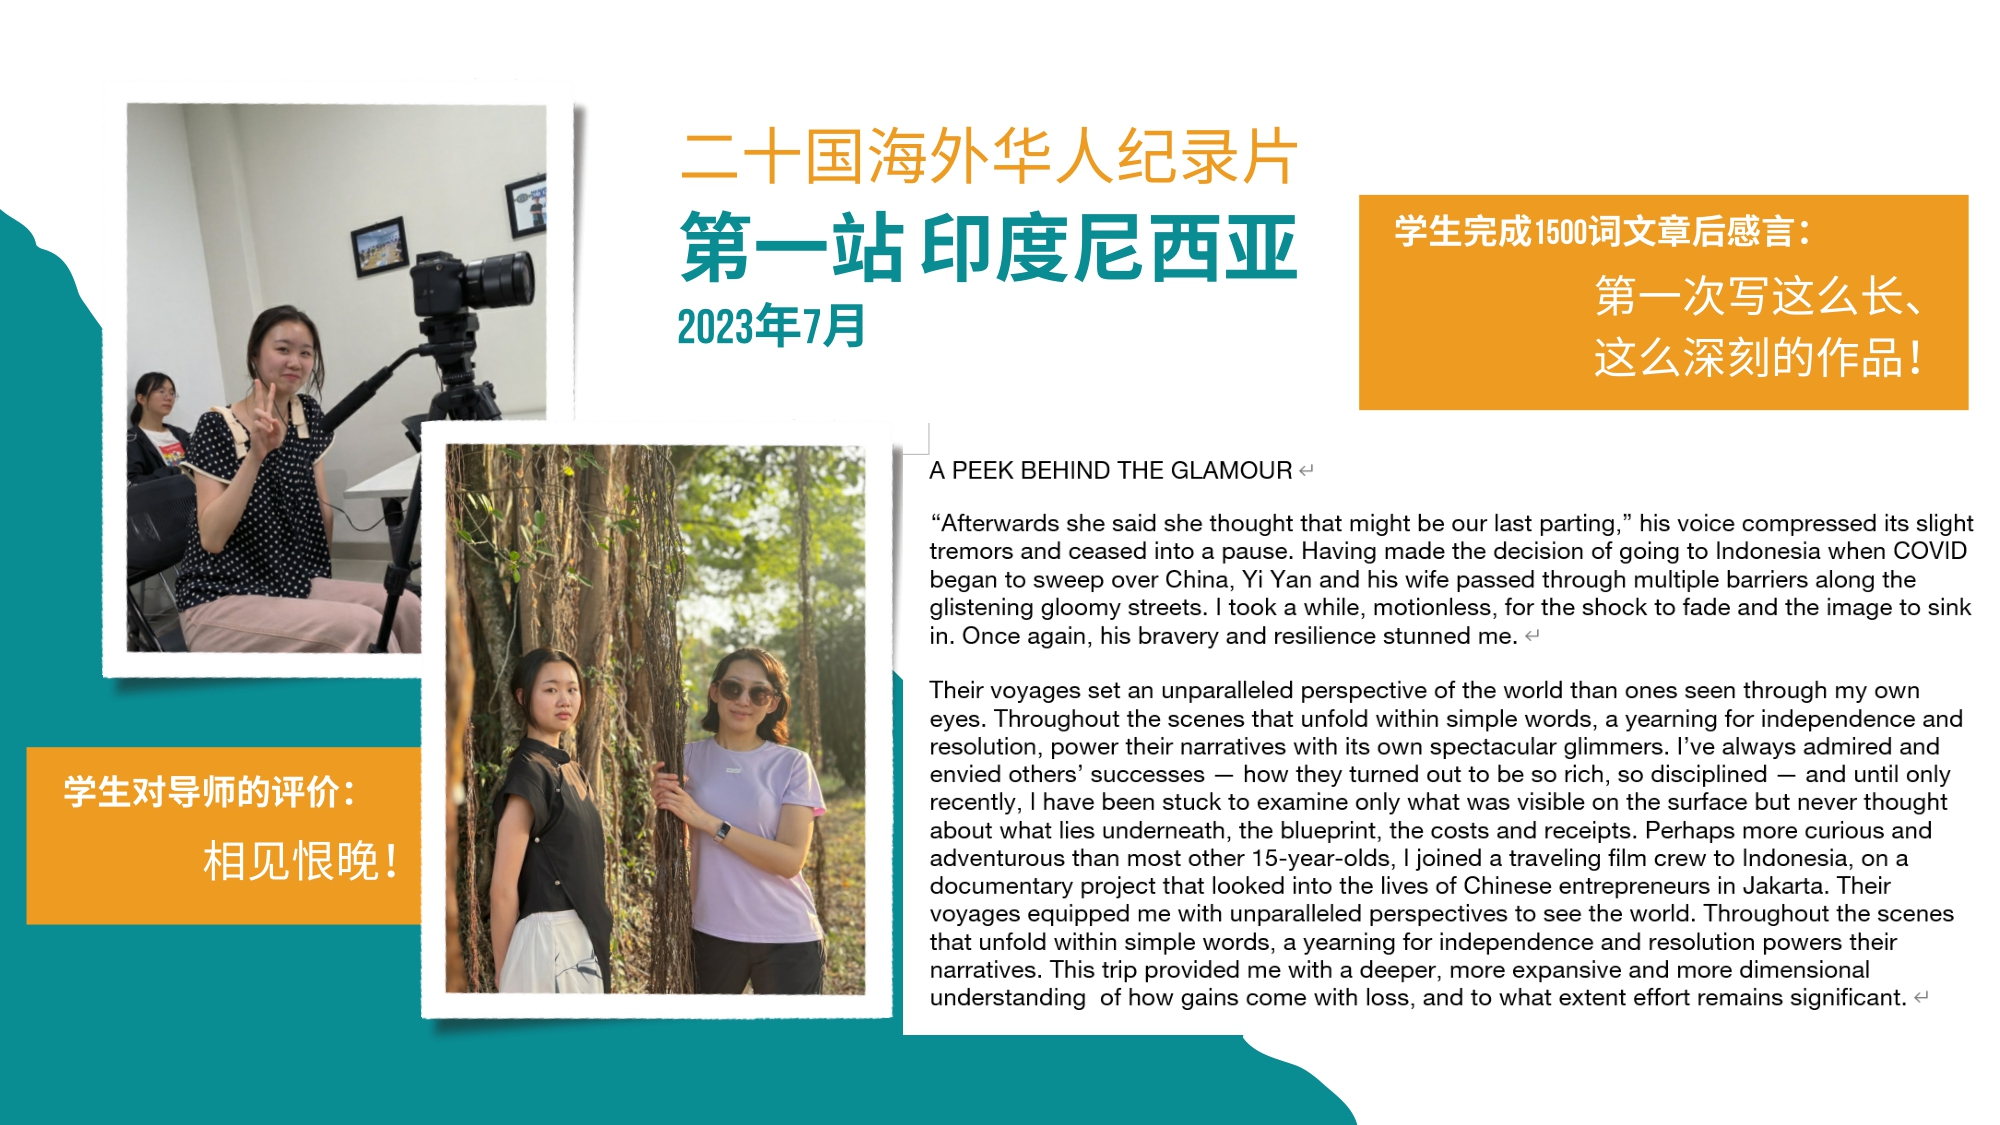 二十国海外华人纪录片
第一站 印度尼西亚
2023年7月
学生完成1500词文章后感言：
第一次写这么长、
这么深刻的作品！
A PEEK BEHIND THE GLAMOUR
“Afterwards she said she thought that might be our last parting,” his voice compressed its slight
tremors and ceased into a pause. Having made the decision of going to Indonesia when COVID
began to sweep over China, Yi Yan and his wife passed through multiple barriers along the
glistening gloomy streets. I took a while, motionless, for the shock to fade and the image to sink
in. Once again, his bravery and resilience stunned me.
Their voyages set an unparalleled perspective of the world than ones seen through my own
eyes. Throughout the scenes that unfold within simple words, a yearning for independence and
resolution, power their narratives with its own spectacular glimmers. I’ve always admired and
envied others’ successes — how they turned out to be so rich, so disciplined — and until only
recently, I have been stuck to examine only what was visible on the surface but never thought
about what lies underneath, the blueprint, the costs and receipts. Perhaps more curious and
adventurous than most other 15-year-olds, I joined a traveling film crew to Indonesia, on a
documentary project that looked into the lives of Chinese entrepreneurs in Jakarta. Their
voyages equipped me with unparalleled perspectives to see the world. Throughout the scenes
that unfold within simple words, a yearning for independence and resolution powers their
narratives. This trip provided me with a deeper, more expansive and more dimensional
understanding  of how gains come with loss, and to what extent effort remains significant.
学生对导师的评价：
相见恨晚！